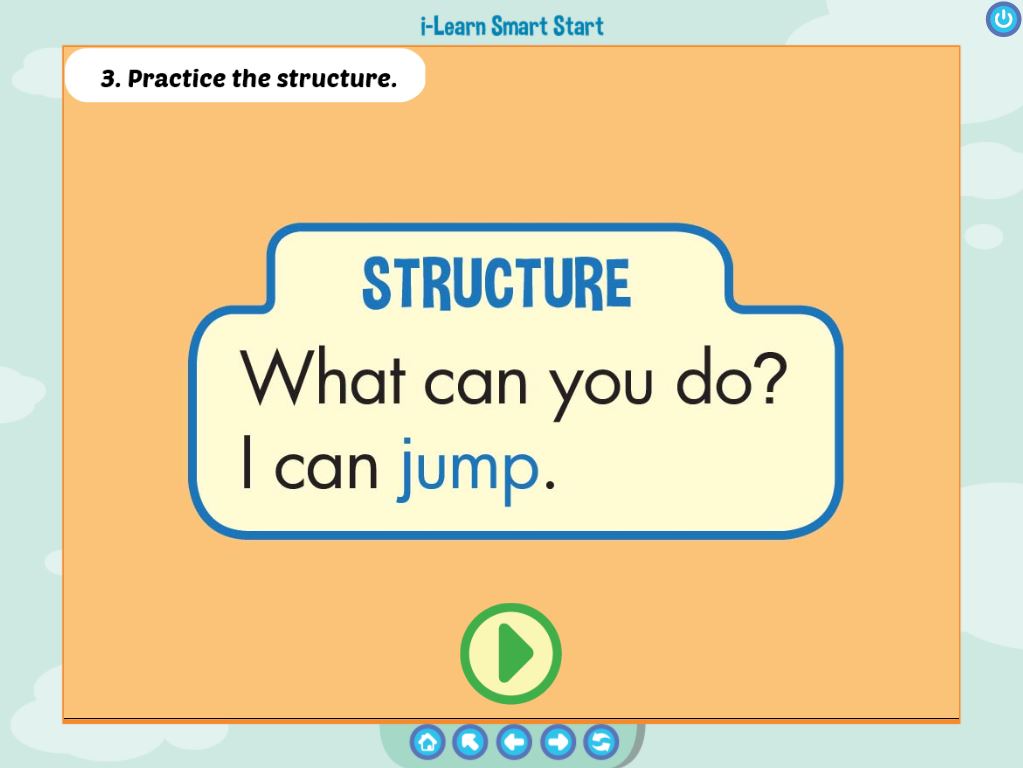 i-Learn Smart Start
3. Practice the structure.
STRUCTURE
What can you do?
I can jump.